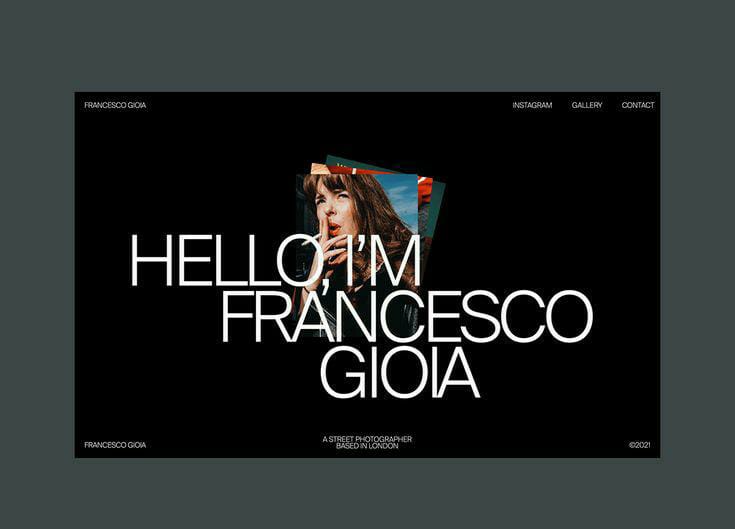 FRANCESCO GIOIA
INSTAGRAM GALLERY CONTACT
HELLO, I'M
FRANCESCO
GIOIA
FRANCESCO GIOIA
A STREET PHOTOGRAPHER
BASED IN LONDON
©2021